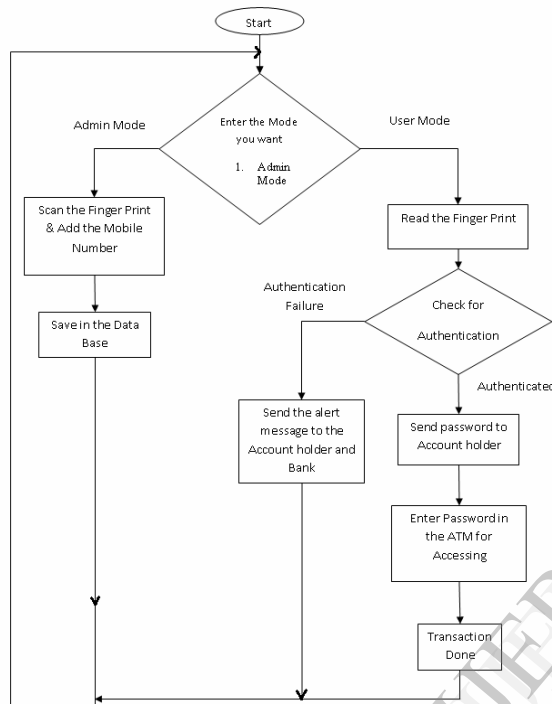 Start
Admin Mode
Enter the Mode
you want
1. Admin
Mode
User Mode
Scan the Finger Print
& Add the Mobile
Number
Read the Finger Print
Save in the Data
Base
Authentication
Failure
Check for
Authentication
Authenticated
Send the alert
message to the
Account holder and
Bank
Send password to
Account holder
Enter Password in
the ATM for
Accessing
Transaction
Done